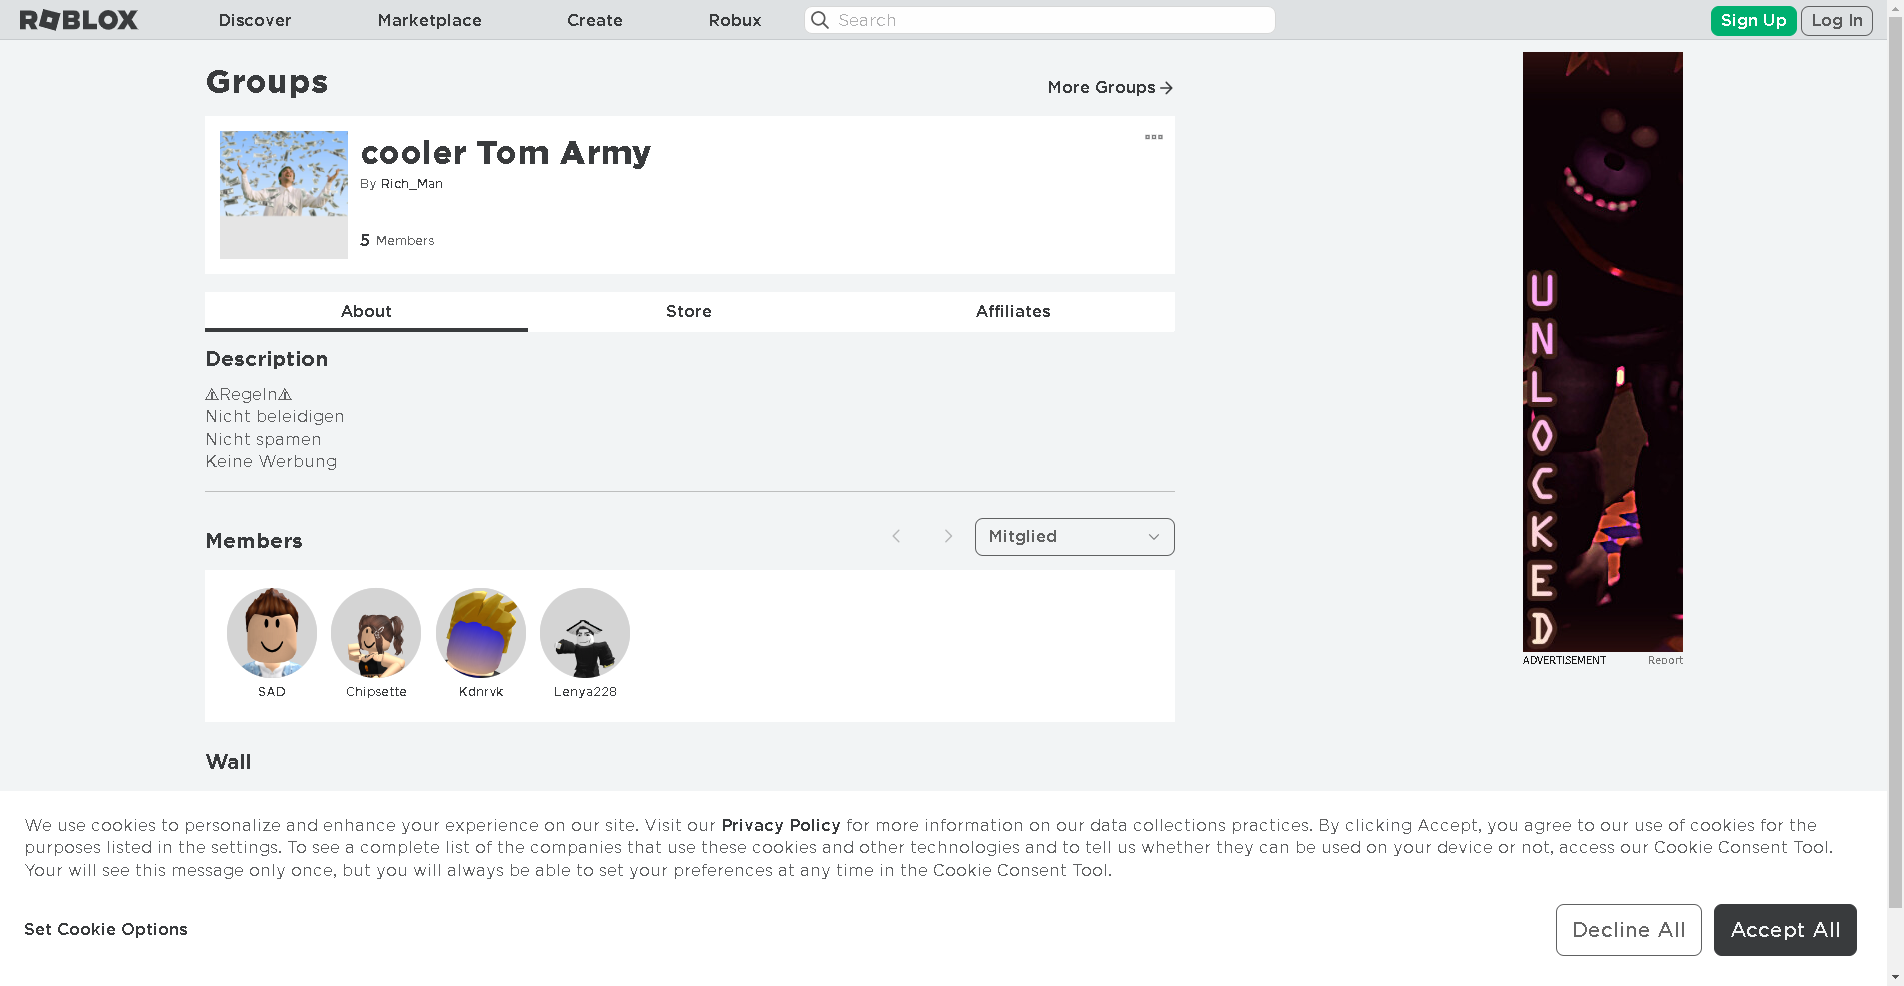 ROBLOX Discover Marketplace Create Robux Search Sign Up Log In
Groups
More Groups
cooler Tom Army
By Rich_Man
5 Members
About Store Affiliates
Description
⚠Regeln⚠
Nicht beleidigen
Nicht spamen
Keine Werbung
Members
Mitglied
SAD Chipsette Kdnrvk Lenya228
Wall
UNLOCKED
ADVERTISEMENT Report
We use cookies to personalize and enhance your experience on our site. Visit our Privacy Policy for more information on our data collections practices. By clicking Accept, you agree to our use of cookies for the
purposes listed in the settings. To see a complete list of the companies that use these cookies and other technologies and to tell us whether they can be used on your device or not, access our Cookie Consent Tool.
Your will see this message only once, but you will always be able to set your preferences at any time in the Cookie Consent Tool.
Set Cookie Options
Decline All Accept All